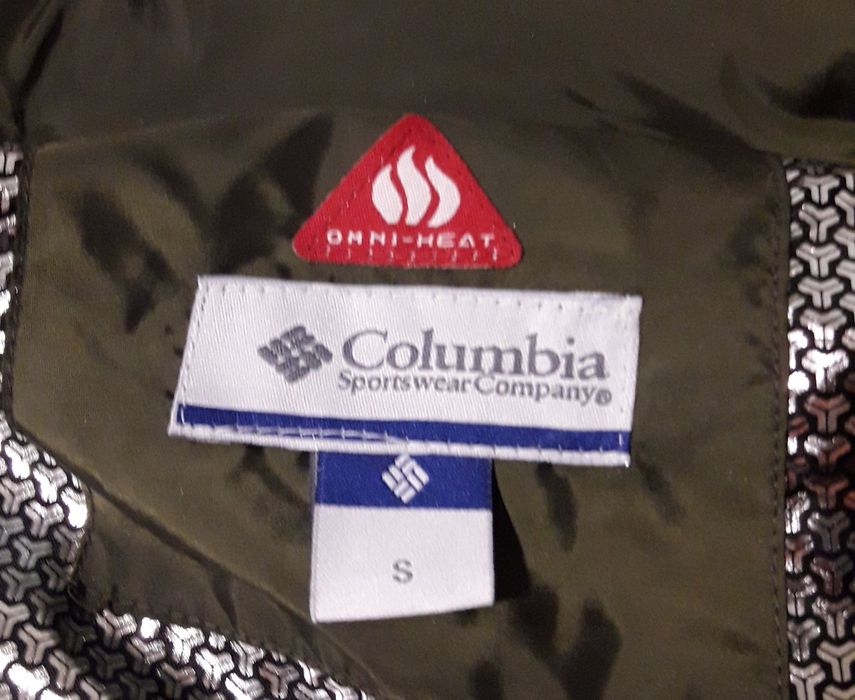 OMNI-HEAT
Columbia
Sportswear Company®
S